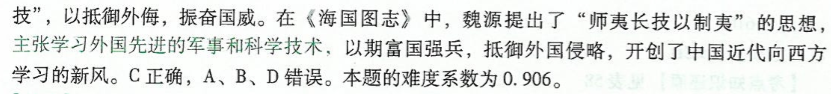 技”，以抵御外侮，振奋国威。在《海国图志》中，魏源提出了“师夷长技以制夷”的思想，
主张学习外国先进的军事和科学技术，以期富国强兵，抵御外国侵略，开创了中国近代向西方
学习的新风。C正确，A、B、D错误。本题的难度系数为0.906。